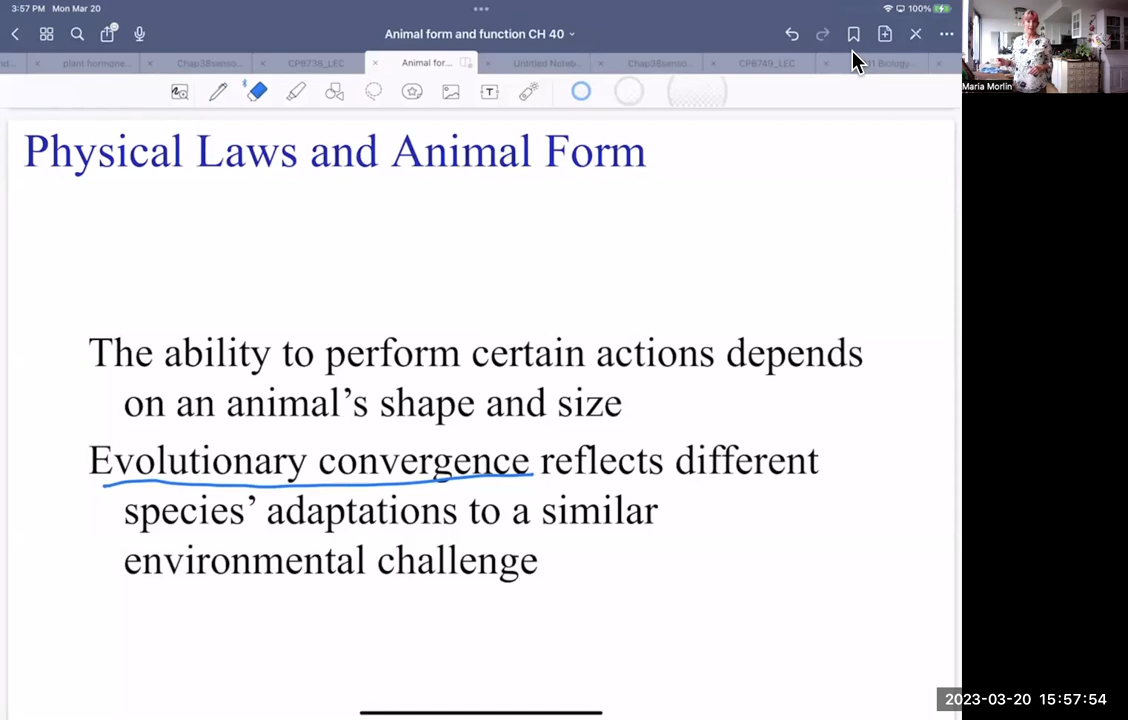 3:57 PM Mon Mar 20
100%
Animal form and function CH 40
plant hormone...
Chap38senso...
CPB738_LEC
Animal for...
Untitled Noteb...
Chap38senso...
CPB749_LEC
Biology...
Maria Morlin
Physical Laws and Animal Form
The ability to perform certain actions depends
on an animal’s shape and size
Evolutionary convergence reflects different
species’ adaptations to a similar
environmental challenge
2023-03-20 15:57:54